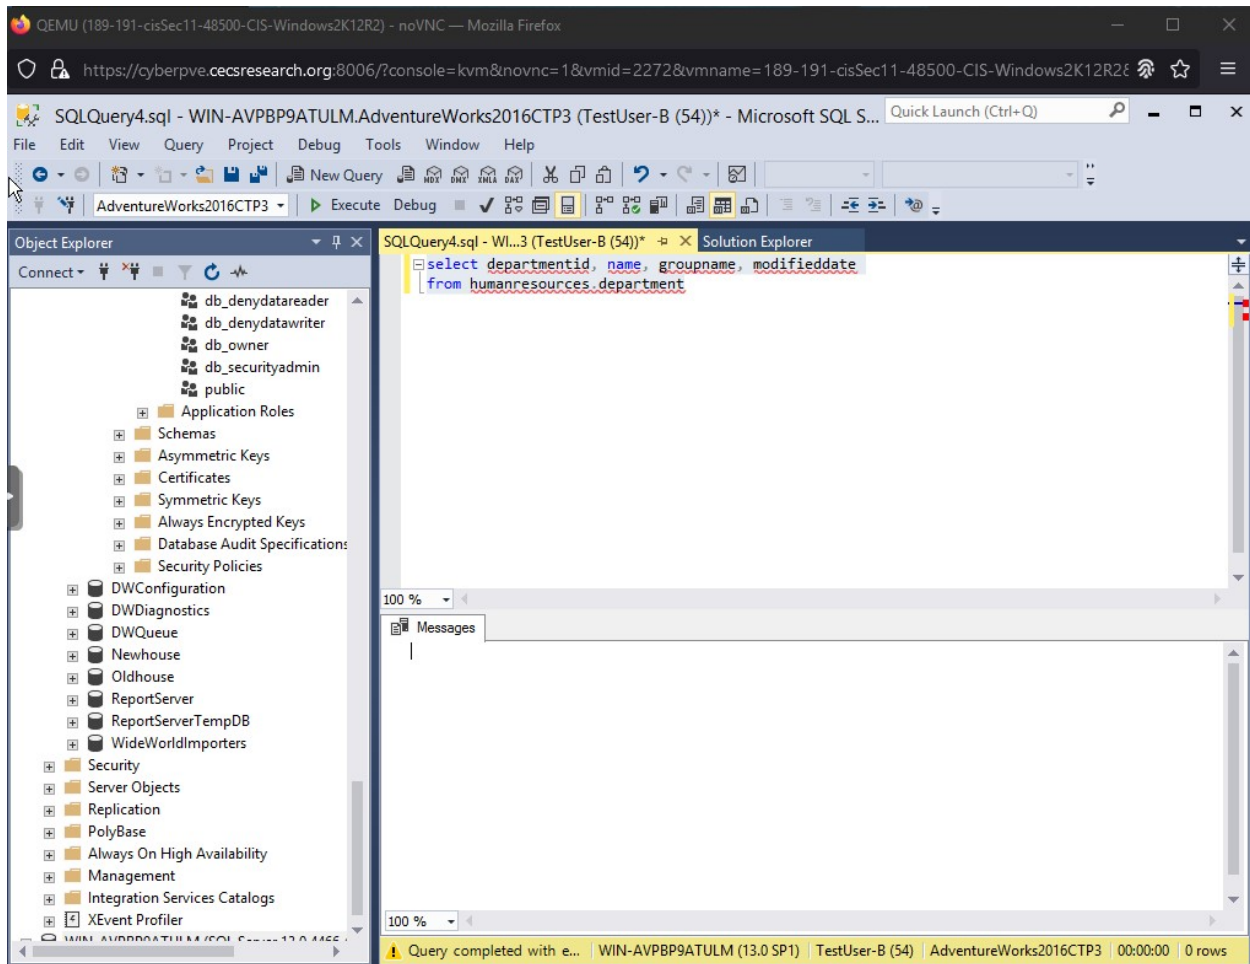 QEMU (189-191-cisSec11-48500-CIS-Windows2K12R2) - noVNC — Mozilla Firefox
https://cyberpve.cecsresearch.org:8006/?console=kvm&novnc=1&vmid=2272&vmname=189-191-cisSec11-48500-CIS-Windows2K12R2&
SQLQuery4.sql - WIN-AVPBP9ATULM.AdventureWorks2016CTP3 (TestUser-B (54))* - Microsoft SQL S...
Quick Launch (Ctrl+Q)
File Edit View Query Project Debug Tools Window Help
New Query MDX DMX XMLA DAX
AdventureWorks2016CTP3 Execute Debug
Object Explorer
SQLQuery4.sql - WI...3 (TestUser-B (54))* Solution Explorer
Connect
select departmentid, name, groupname, modifieddate
from humanresources.department
db_denydatareader
db_denydatawriter
db_owner
db_securityadmin
public
Application Roles
Schemas
Asymmetric Keys
Certificates
Symmetric Keys
Always Encrypted Keys
Database Audit Specifications
Security Policies
DWConfiguration
DWDiagnostics
DWQueue
Newhouse
Oldhouse
ReportServer
ReportServerTempDB
WideWorldImporters
Security
Server Objects
Replication
PolyBase
Always On High Availability
Management
Integration Services Catalogs
XEvent Profiler
100 %
Messages
100 %
Query completed with e... WIN-AVPBP9ATULM (13.0 SP1) TestUser-B (54) AdventureWorks2016CTP3 00:00:00 0 rows